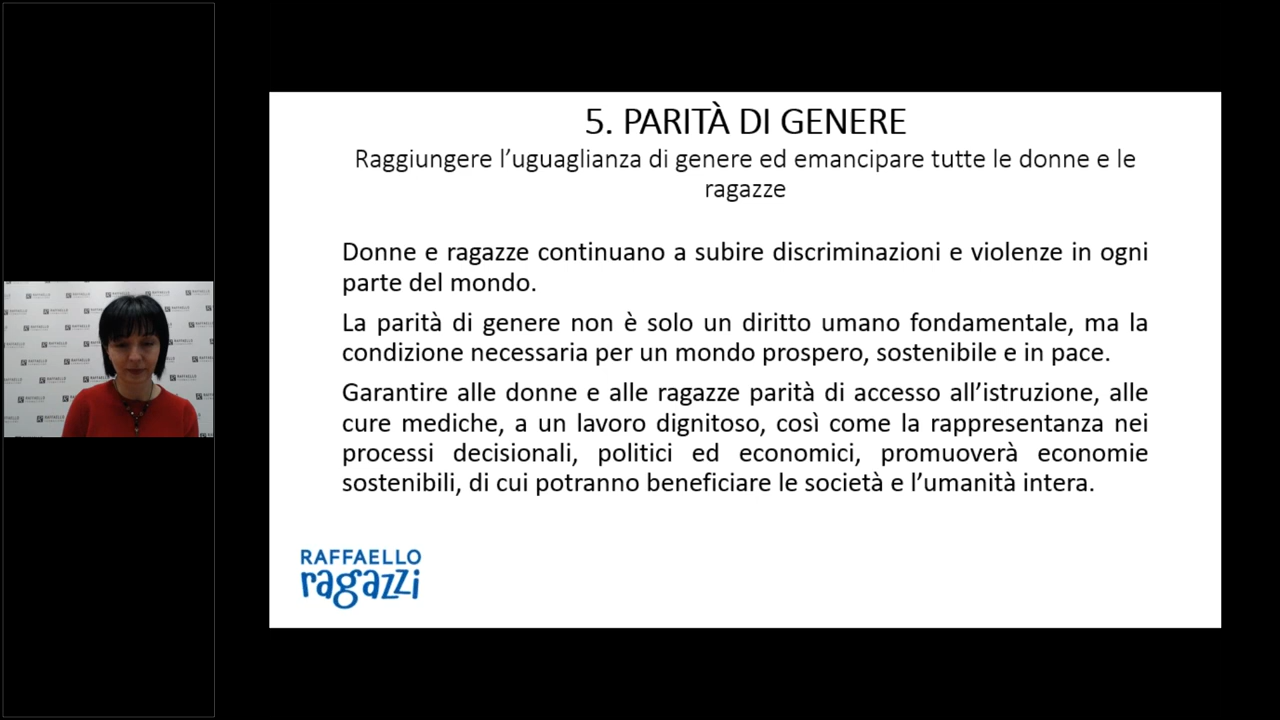 5. PARITÀ DI GENERE
Raggiungere l’uguaglianza di genere ed emancipare tutte le donne e le
ragazze
Donne e ragazze continuano a subire discriminazioni e violenze in ogni
parte del mondo.
La parità di genere non è solo un diritto umano fondamentale, ma la
condizione necessaria per un mondo prospero, sostenibile e in pace.
Garantire alle donne e alle ragazze parità di accesso all’istruzione, alle
cure mediche, a un lavoro dignitoso, così come la rappresentanza nei
processi decisionali, politici ed economici, promuoverà economie
sostenibili, di cui potranno beneficiare le società e l’umanità intera.
RAFFAELLO
ragazzi